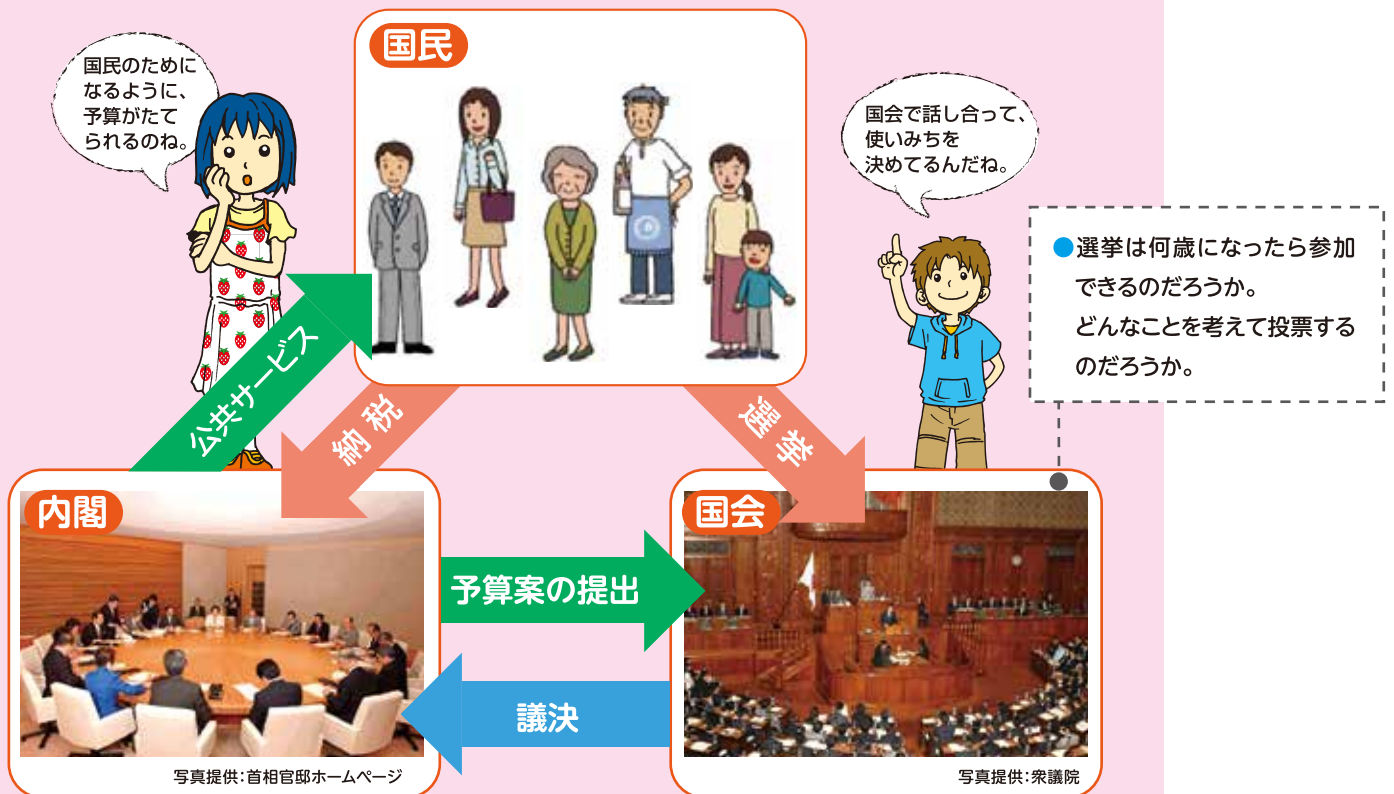 国民
国民のために
なるように、
予算がたて
られるのね。
国会で話し合って、
使いみちを
決めてるんだね。
●選挙は何歳になったら参加
できるのだろうか。
どんなことを考えて投票する
のだろうか。
公共サービス
納税
選挙
内閣
国会
予算案の提出
議決
写真提供：首相官邸ホームページ
写真提供：衆議院